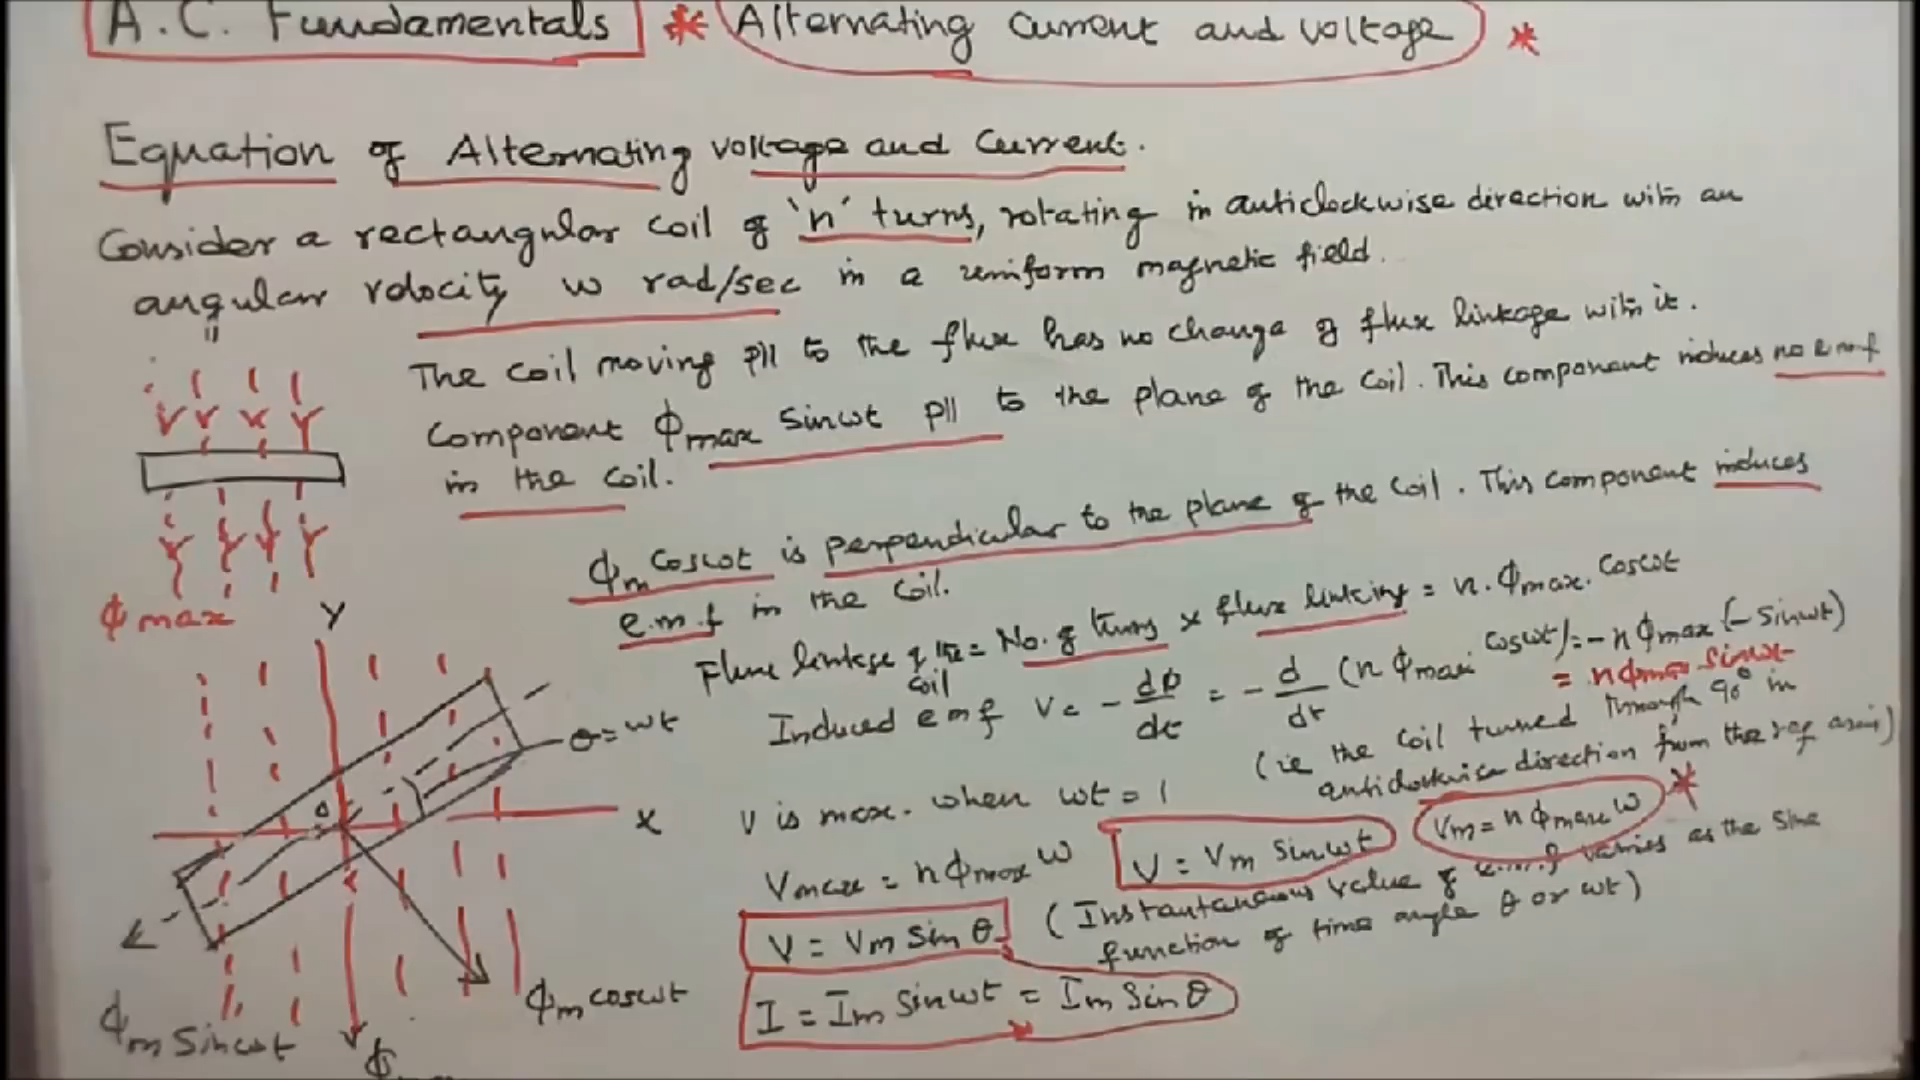 A.C. Fundamentals * Alternating Current and voltage *
Equation of Alternating voltage and Current.
Consider a rectangular coil of 'n' turns, rotating in anticlockwise direction with an
angular velocity w rad/sec in a uniform magnetic field.
The coil moving pll to the flux has no change of flux linkage with it.
Component ϕmax Sinωt pll to the plane of the coil. This component induces no e.m.f
in the coil.
ϕm Cosωt is perpendicular to the plane of the coil. This component induces
e.m.f in the coil.
Flux linkage of the coil = No. of turns x flux linking = n. ϕmax. cosωt
Induced emf V = - dϕ/dt = - d/dt (n ϕmax cosωt) = - n ϕmax (- sinωt)
= n ϕmax sinωt
(ie the coil turned through 90° in
anticlockwise direction from the ref axis)
V is max. when wt = 1
Vmax = n ϕmax w
V = Vm Sinωt
Vm = n ϕmax w *
V = Vm Sin θ
(Instantaneous value of e.m.f varies as the sine
function of time angle θ or wt)
I = Im Sinωt = Im Sin θ
ϕmax
Y
θ = wt
X
O
ϕm cosωt
ϕm Sinωt